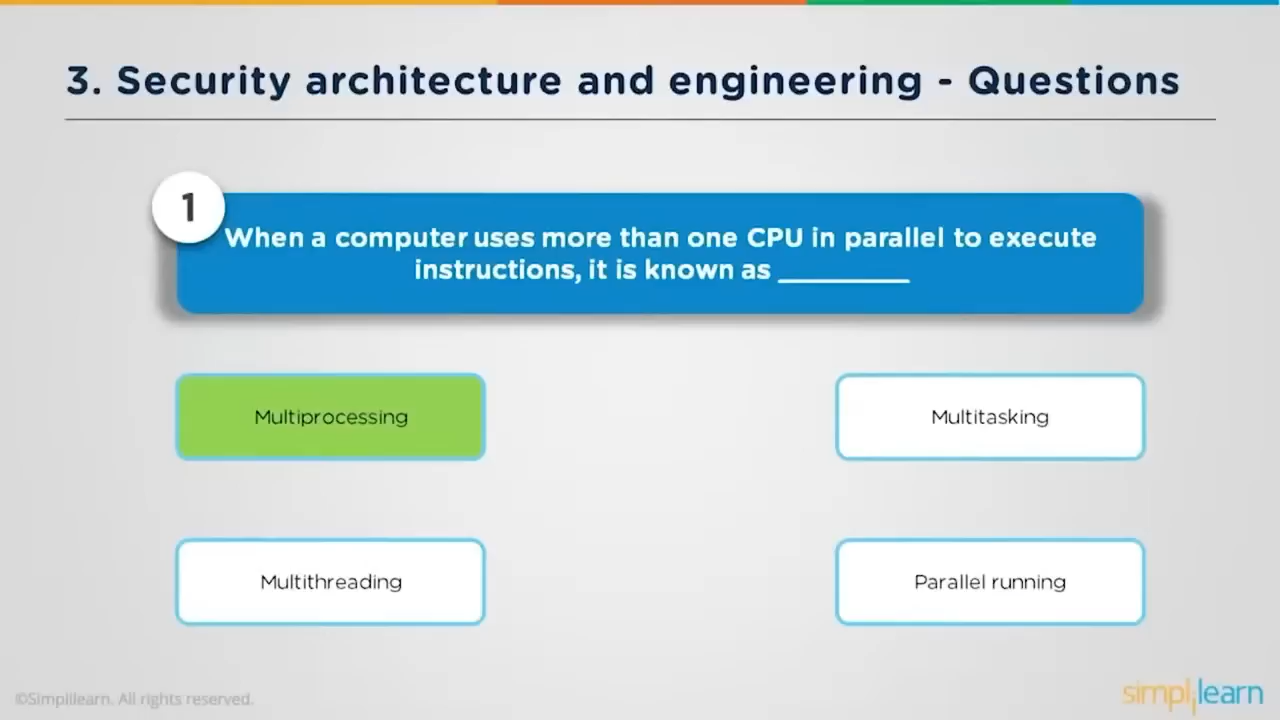 3. Security architecture and engineering - Questions
1
When a computer uses more than one CPU in parallel to execute
instructions, it is known as __________
Multiprocessing
Multitasking
Multithreading
Parallel running
©Simplilearn. All rights reserved.
simplilearn